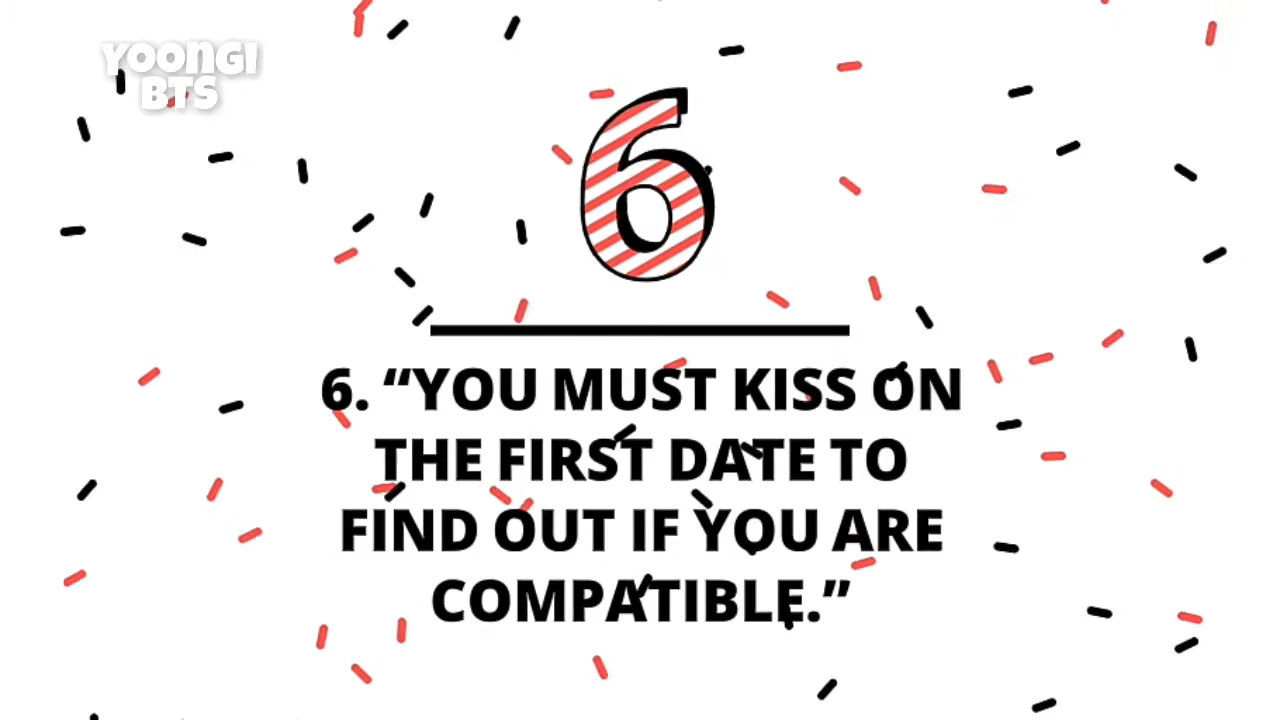 YOONGI
BTS
6
6. “YOU MUST KISS ON
THE FIRST DATE TO
FIND OUT IF YOU ARE
COMPATIBLE.”